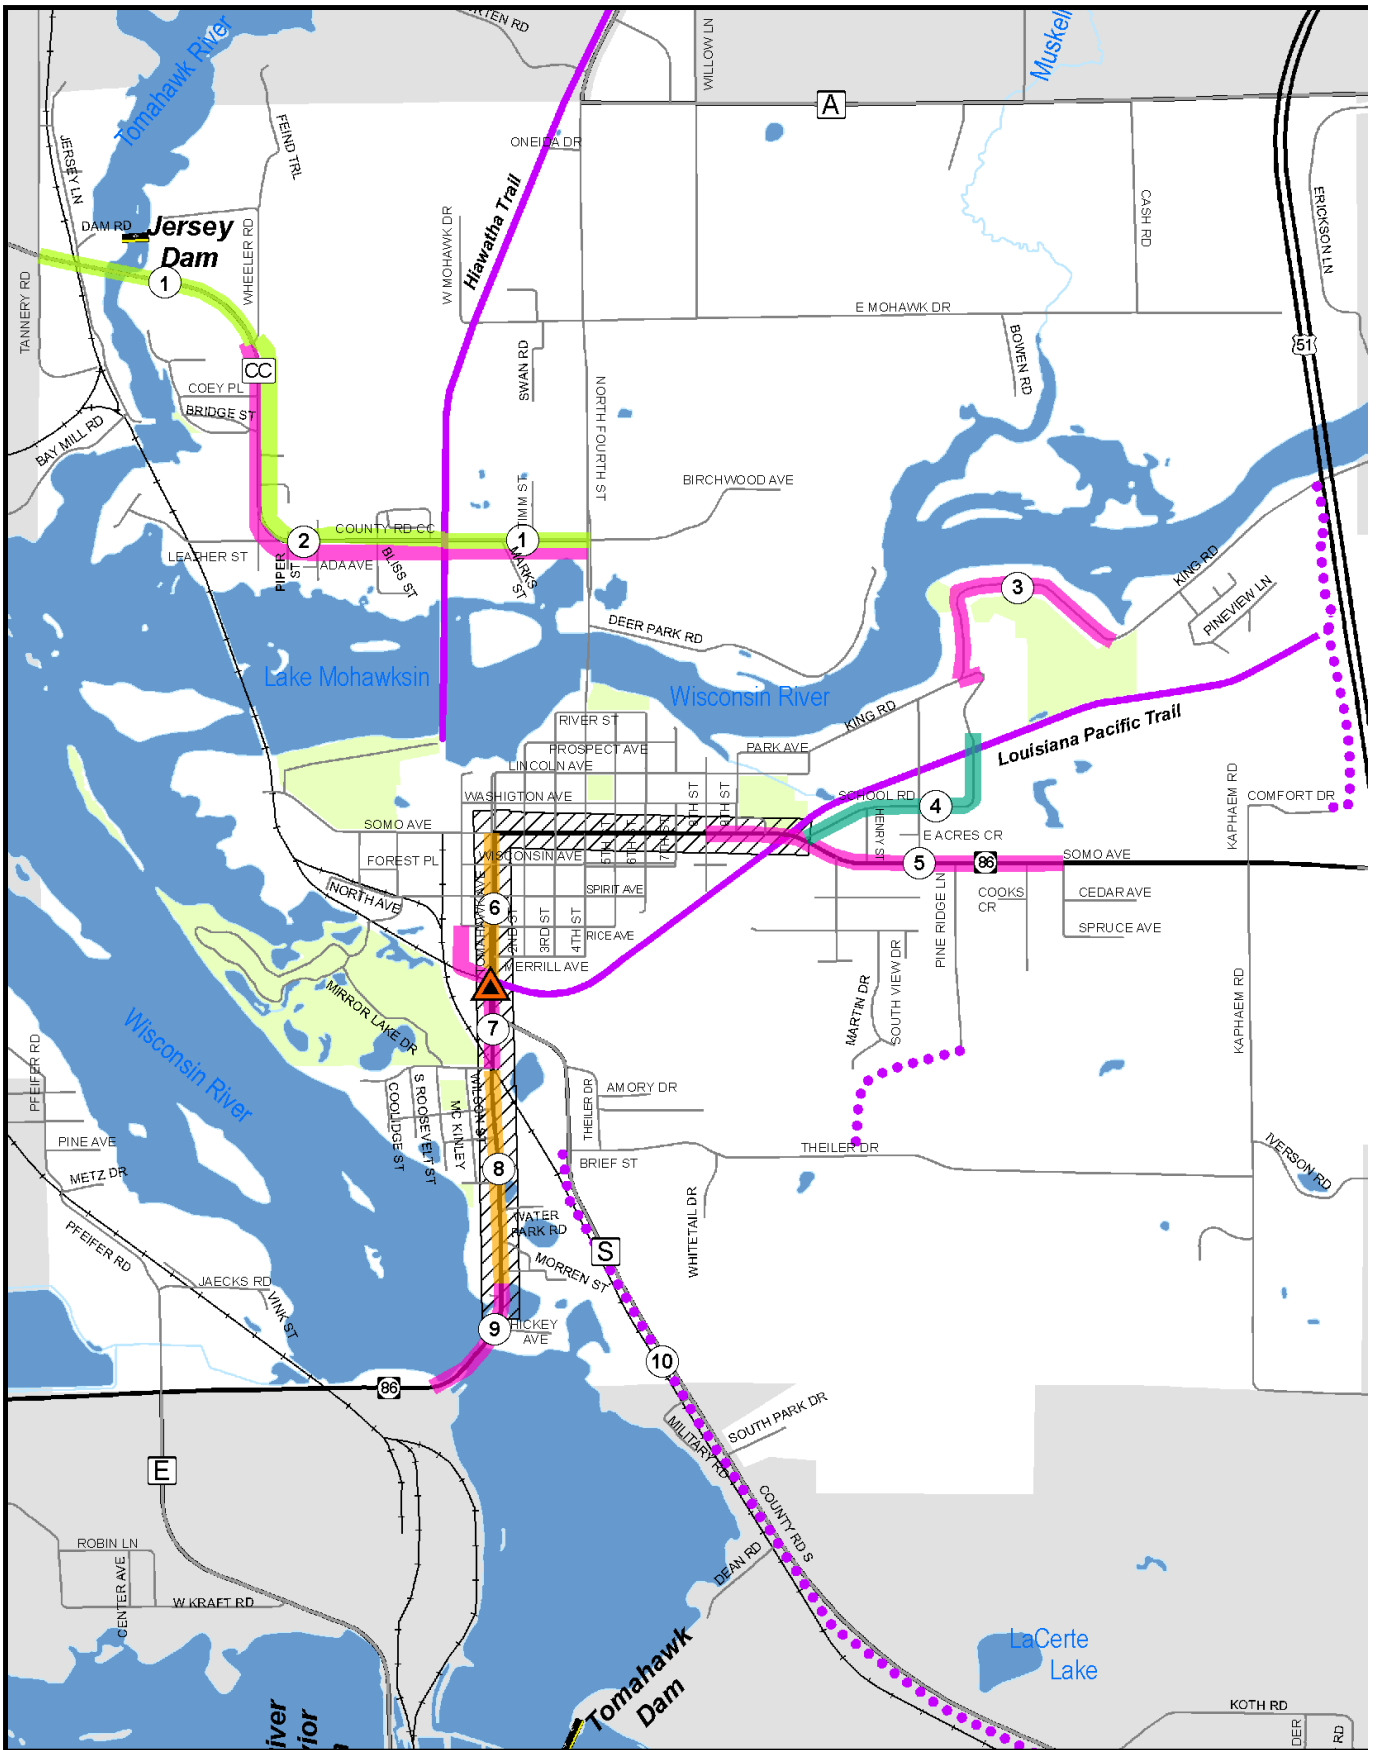 RTEN RD
WILLOW LN
Muskell
Tomahawk River
A
FEIND TRL
JERSEY LN
ONEIDA DR
Hiawatha Trail
CASH RD
ERICKSON LN
DAM RD
Jersey
Dam
WHEELER RD
W MOHAWK DR
TANNERY RD
1
E MOHAWK DR
51
BOWEN RD
SWAN RD
CC
COEY PL
BRIDGE ST
NORTH FOURTH ST
BAY MILL RD
BIRCHWOOD AVE
TIMM ST
COUNTY RD CC
2
1
LEATHER ST
PIPER
ST
ADA AVE
BLISS ST
MARKS ST
KING RD
3
PINEVIEW LN
DEER PARK RD
Lake Mohawksin
Wisconsin River
KING RD
Louisiana Pacific Trail
RIVER ST
PROSPECT AVE
PARK AVE
LINCOLN AVE
WASHIGTON AVE
8TH ST
9TH ST
SCHOOL RD
4
KAPHAEM RD
COMFORT DR
SOMO AVE
HENRY ST
E ACRES CR
5TH ST
6TH ST
7TH ST
FOREST PL
WISCONSIN AVE
5
86
SOMO AVE
NORTH AVE
SPIRIT AVE
PINE RIDGE LN
COOKS
CR
CEDAR AVE
TOMAHAWK AVE
6
2ND ST
3RD ST
4TH ST
RICE AVE
SPRUCE AVE
MERRILL AVE
SOUTH VIEW DR
MARTIN DR
KAPHAEM RD
MIRROR LAKE DR
7
Wisconsin River
PFEIFER RD
COOLIDGE ST
S ROOSEVELT ST
MC KINLEY
WILSON ST
AMORY DR
THEILER DR
PINE AVE
THEILER DR
IVERSON RD
METZ DR
8
BRIEF ST
WHITETAIL DR
WATER
PARK RD
PFEIFER RD
S
MORREN ST
JAECKS RD
VINK ST
9
HICKEY
AVE
10
86
SOUTH PARK DR
MILITARY RD
E
COUNTY RD S
ROBIN LN
DEAN RD
CENTER AVE
W KRAFT RD
LaCerte
Lake
Tomahawk
Dam
KOTH RD
DER
RD
iver
vior